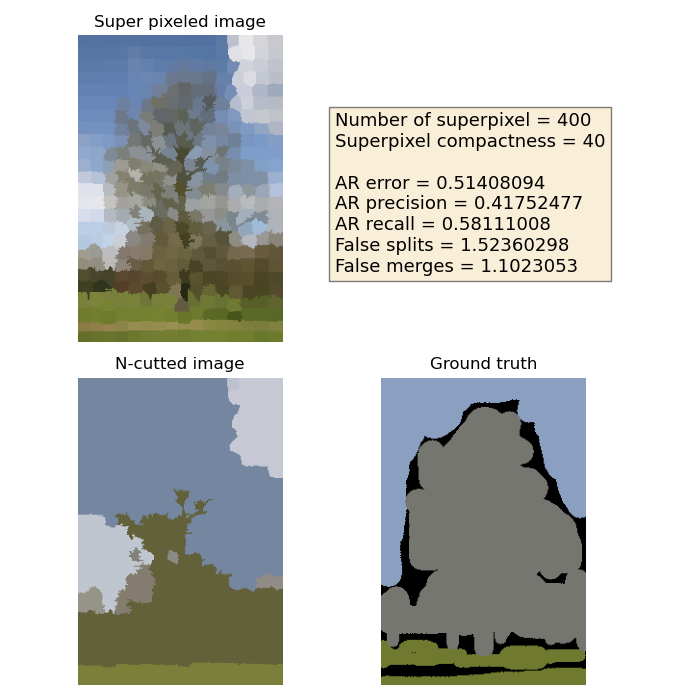 Super pixeled image
Number of superpixel = 400
Superpixel compactness = 40
AR error = 0.51408094
AR precision = 0.41752477
AR recall = 0.58111008
False splits = 1.52360298
False merges = 1.1023053
N-cutted image
Ground truth